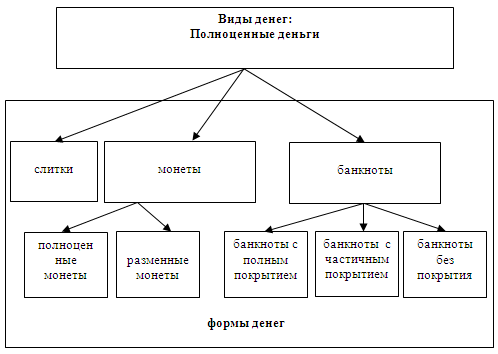 Виды денег:
Полноценные деньги
слитки
монеты
банкноты
полноцен
ные
монеты
разменные
монеты
банкноты с
полным
покрытием
банкноты с
частичным
покрытием
банкноты
без
покрытия
формы денег